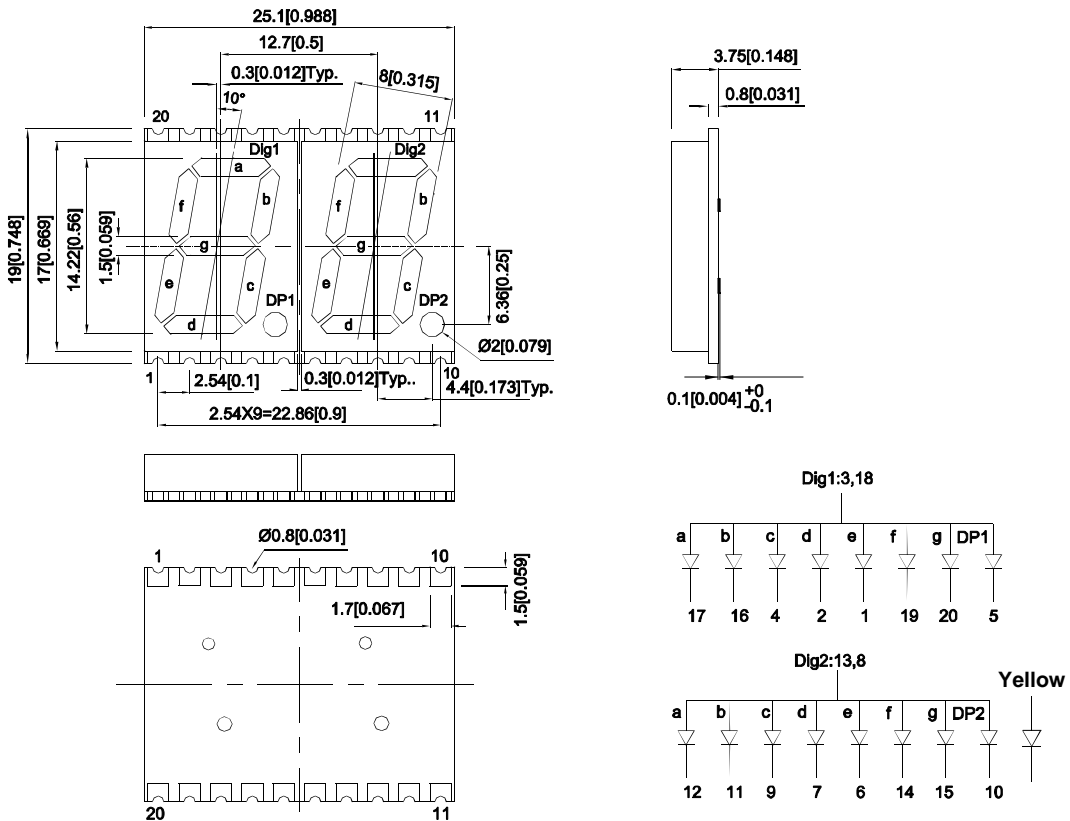 25.1[0.988]
12.7[0.5]
0.3[0.012]Typ.
8[0.315]
10°
20
11
Dig1
Dig2
a
b
f
g
e
c
d
DP1
f
b
g
e
c
d
DP2
19[0.748]
17[0.669]
14.22[0.56]
1.5[0.059]
6.36[0.25]
Ø2[0.079]
1
10
2.54[0.1]
0.3[0.012]Typ..
4.4[0.173]Typ.
2.54X9=22.86[0.9]
3.75[0.148]
0.8[0.031]
0.1[0.004] +0
-0.1
Ø0.8[0.031]
1
10
1.7[0.067]
1.5[0.059]
20
11
Dig1:3,18
a b c d e f g DP1
17 16 4 2 1 19 20 5
Dig2:13,8
Yellow
a b c d e f g DP2
12 11 9 7 6 14 15 10